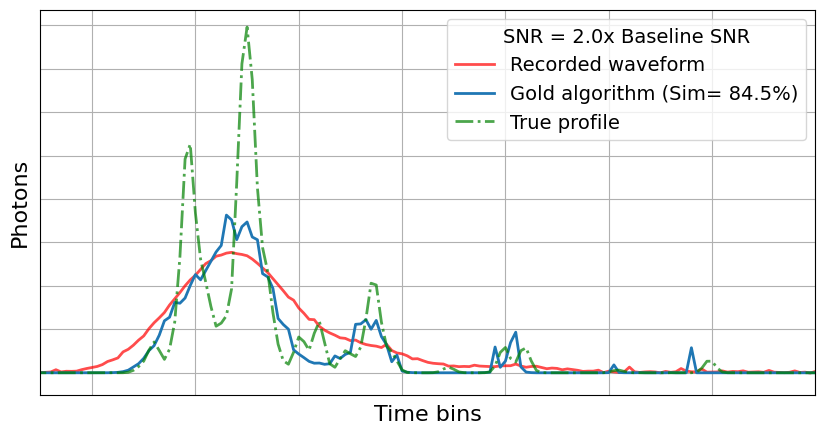 SNR = 2.0x Baseline SNR
Recorded waveform
Gold algorithm (Sim= 84.5%)
True profile
Photons
Time bins